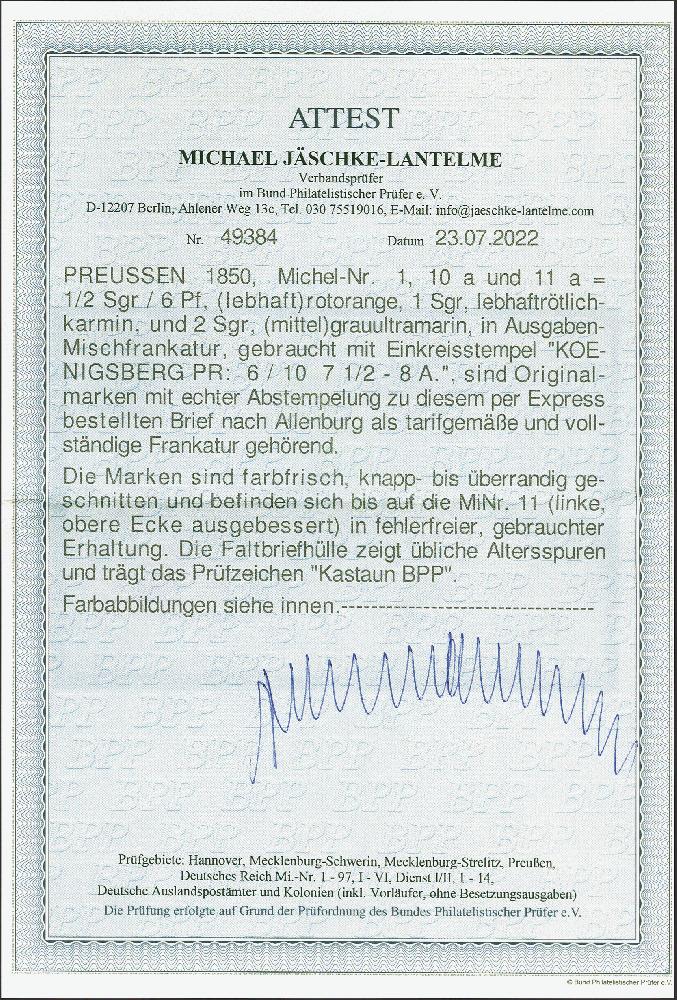 ATTEST
MICHAEL JÄSCHKE-LANTELME
Verbandsprüfer
im Bund Philatelistischer Prüfer e. V.
D-12207 Berlin, Ahlener Weg 13c, Tel. 030 75519016, E-Mail: info@jaeschke-lantelme.com
Nr. 49384 Datum 23.07.2022
PREUSSEN 1850, Michel-Nr. 1, 10 a und 11 a =
1/2 Sgr / 6 Pf, (lebhaft)rotorange, 1 Sgr, lebhaftrötlich-
karmin, und 2 Sgr, (mittel)grauultramarin, in Ausgaben-
Mischfrankatur, gebraucht mit Einkreisstempel "KOE-
NIGSBERG PR: 6 / 10 7 1/2 - 8 A.", sind Original-
marken mit echter Abstempelung zu diesem per Express
bestellten Brief nach Allenburg als tarifgemäße und voll-
ständige Frankatur gehörend.
Die Marken sind farbfrisch, knapp- bis überrandig ge-
schnitten und befinden sich bis auf die MiNr. 11 (linke,
obere Ecke ausgebessert) in fehlerfreier, gebrauchter
Erhaltung. Die Faltbriefhülle zeigt übliche Altersspuren
und trägt das Prüfzeichen "Kastaun BPP".
Farbabbildungen siehe innen.------------------------------
Prüfgebiete: Hannover, Mecklenburg-Schwerin, Mecklenburg-Strelitz, Preußen,
Deutsches Reich Mi.-Nr. 1 - 97, I - VI, Dienst I/II, 1 - 14,
Deutsche Auslandspostämter und Kolonien (inkl. Vorläufer, ohne Besetzungsausgaben)
Die Prüfung erfolgte auf Grund der Prüfordnung des Bundes Philatelistischer Prüfer e.V.
© Bund Philatelistischer Prüfer e.V.